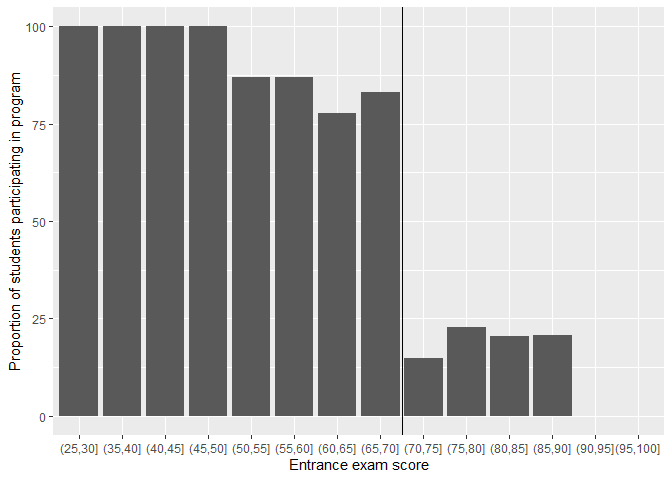 Proportion of students participating in program
100
75
50
25
0
(25,30] (35,40] (40,45] (45,50] (50,55] (55,60] (60,65] (65,70] (70,75] (75,80] (80,85] (85,90] (90,95] (95,100]
Entrance exam score